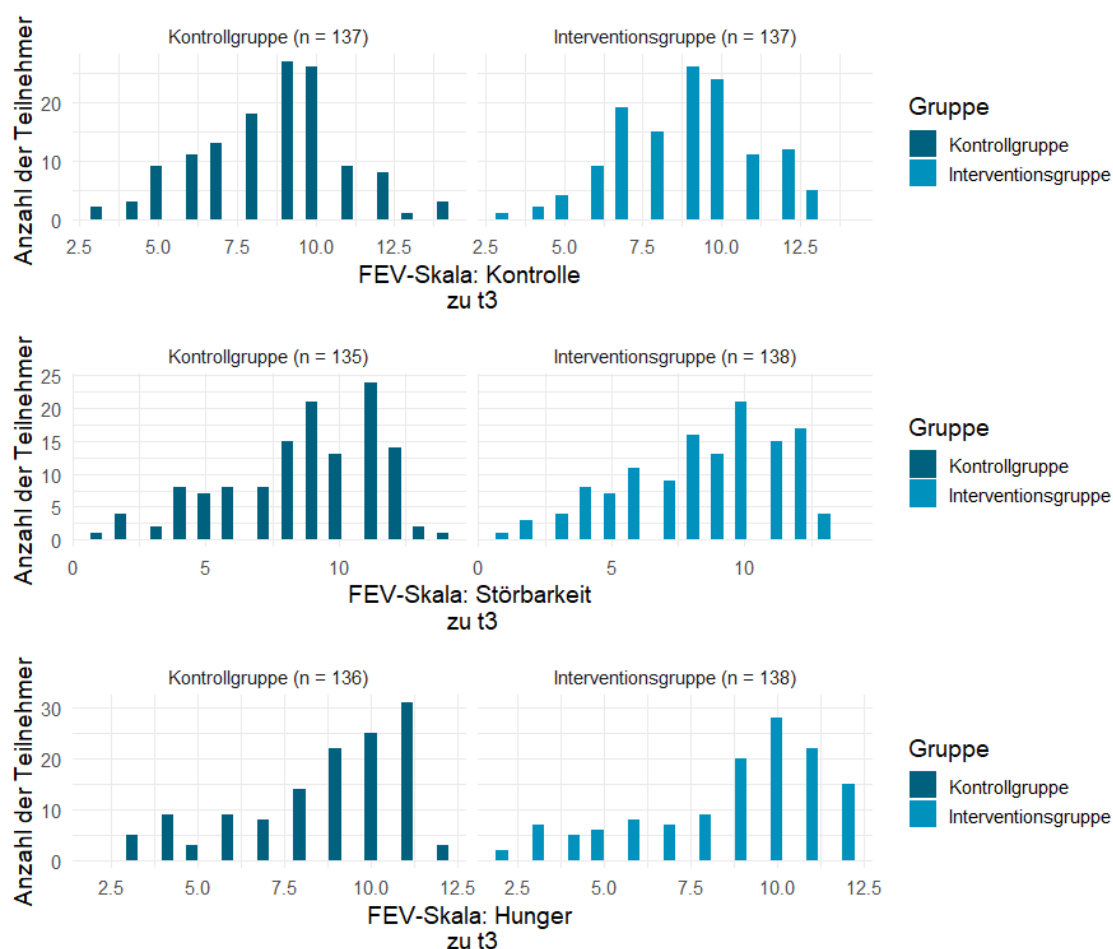 Kontrollgruppe (n = 137)
Interventionsgruppe (n = 137)
Anzahl der Teilnehmer
20
10
0
2.5 5.0 7.5 10.0 12.5
2.5 5.0 7.5 10.0 12.5
FEV-Skala: Kontrolle
zu t3
Gruppe
Kontrollgruppe
Interventionsgruppe
Kontrollgruppe (n = 135)
Interventionsgruppe (n = 138)
Anzahl der Teilnehmer
25
20
15
10
5
0
0 5 10
0 5 10
FEV-Skala: Störbarkeit
zu t3
Gruppe
Kontrollgruppe
Interventionsgruppe
Kontrollgruppe (n = 136)
Interventionsgruppe (n = 138)
Anzahl der Teilnehmer
30
20
10
0
2.5 5.0 7.5 10.0 12.5
2.5 5.0 7.5 10.0 12.5
FEV-Skala: Hunger
zu t3
Gruppe
Kontrollgruppe
Interventionsgruppe